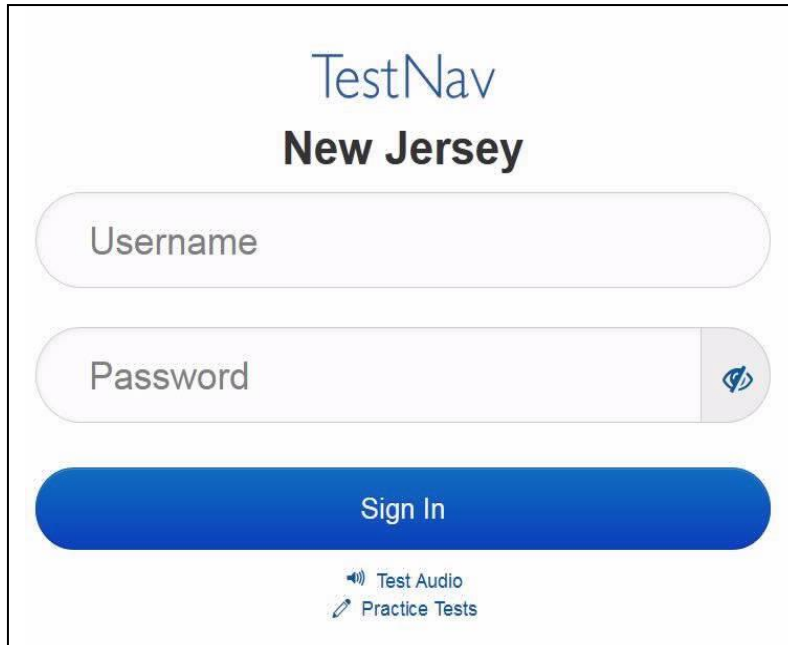 TestNav
New Jersey
Username
Password
Sign In
Test Audio
Practice Tests